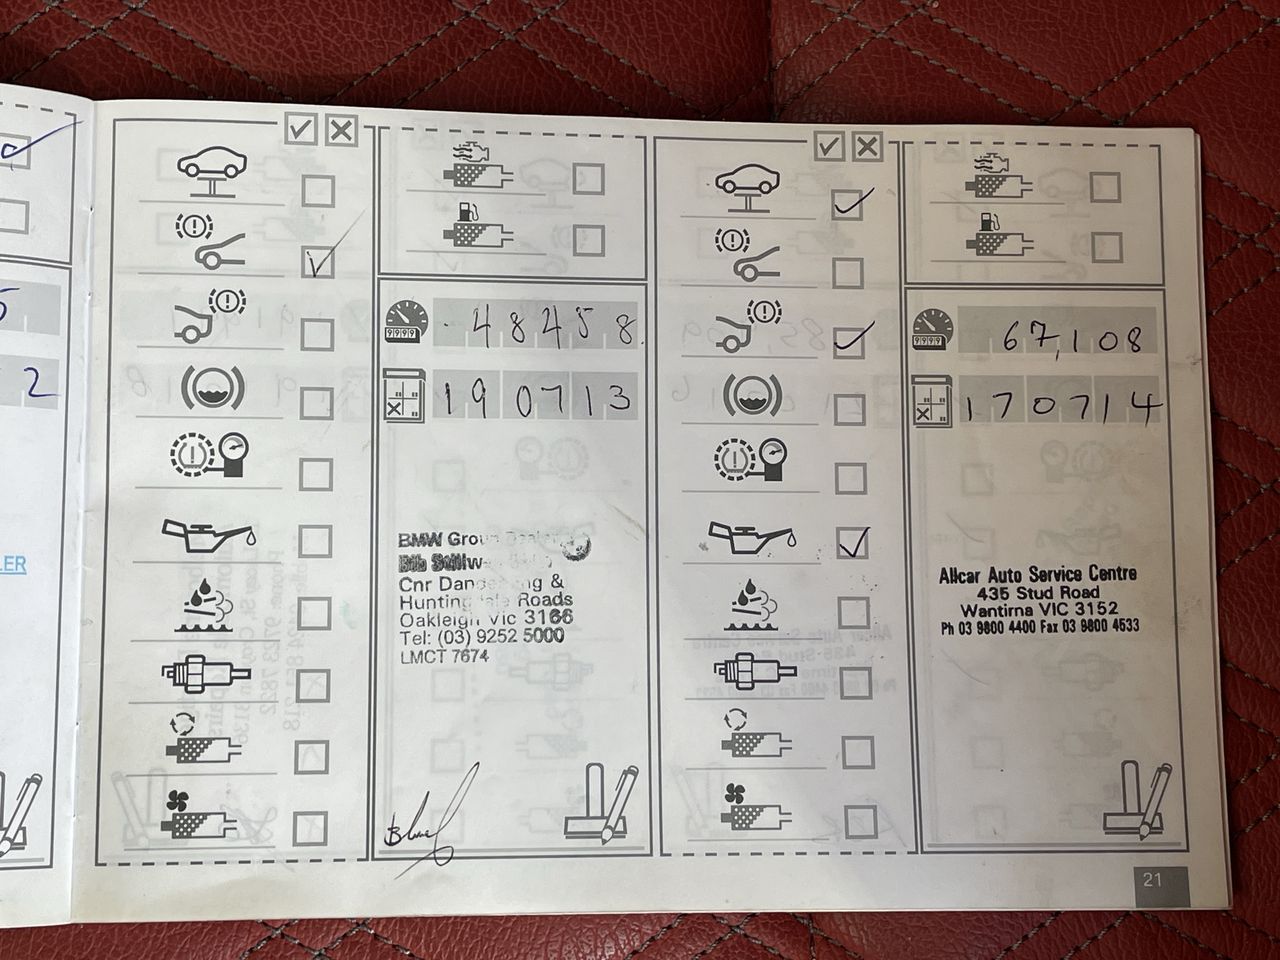 5
2
LER
48458
190713
BMW Group Dealer
Cnr Dandenong &
Huntingdale Roads
Oakleigh Vic 3166
Tel: (03) 9252 5000
LMCT 7674
67,108
170714
Allcar Auto Service Centre
435 Stud Road
Wantirna VIC 3152
Ph 03 9800 4400 Fax 03 9800 4533
21